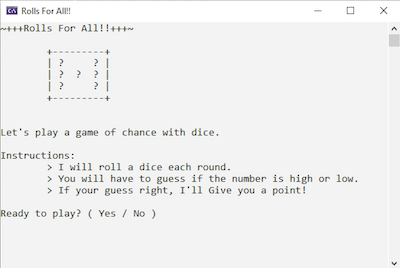 Rolls For All!!
~+++Rolls For All!!+++~
+---------+
| ?     ? |
| ?  ?  ? |
| ?     ? |
+---------+
Let's play a game of chance with dice.
Instructions:
> I will roll a dice each round.
> You will have to guess if the number is high or low.
> If your guess right, I'll Give you a point!
Ready to play? ( Yes / No )